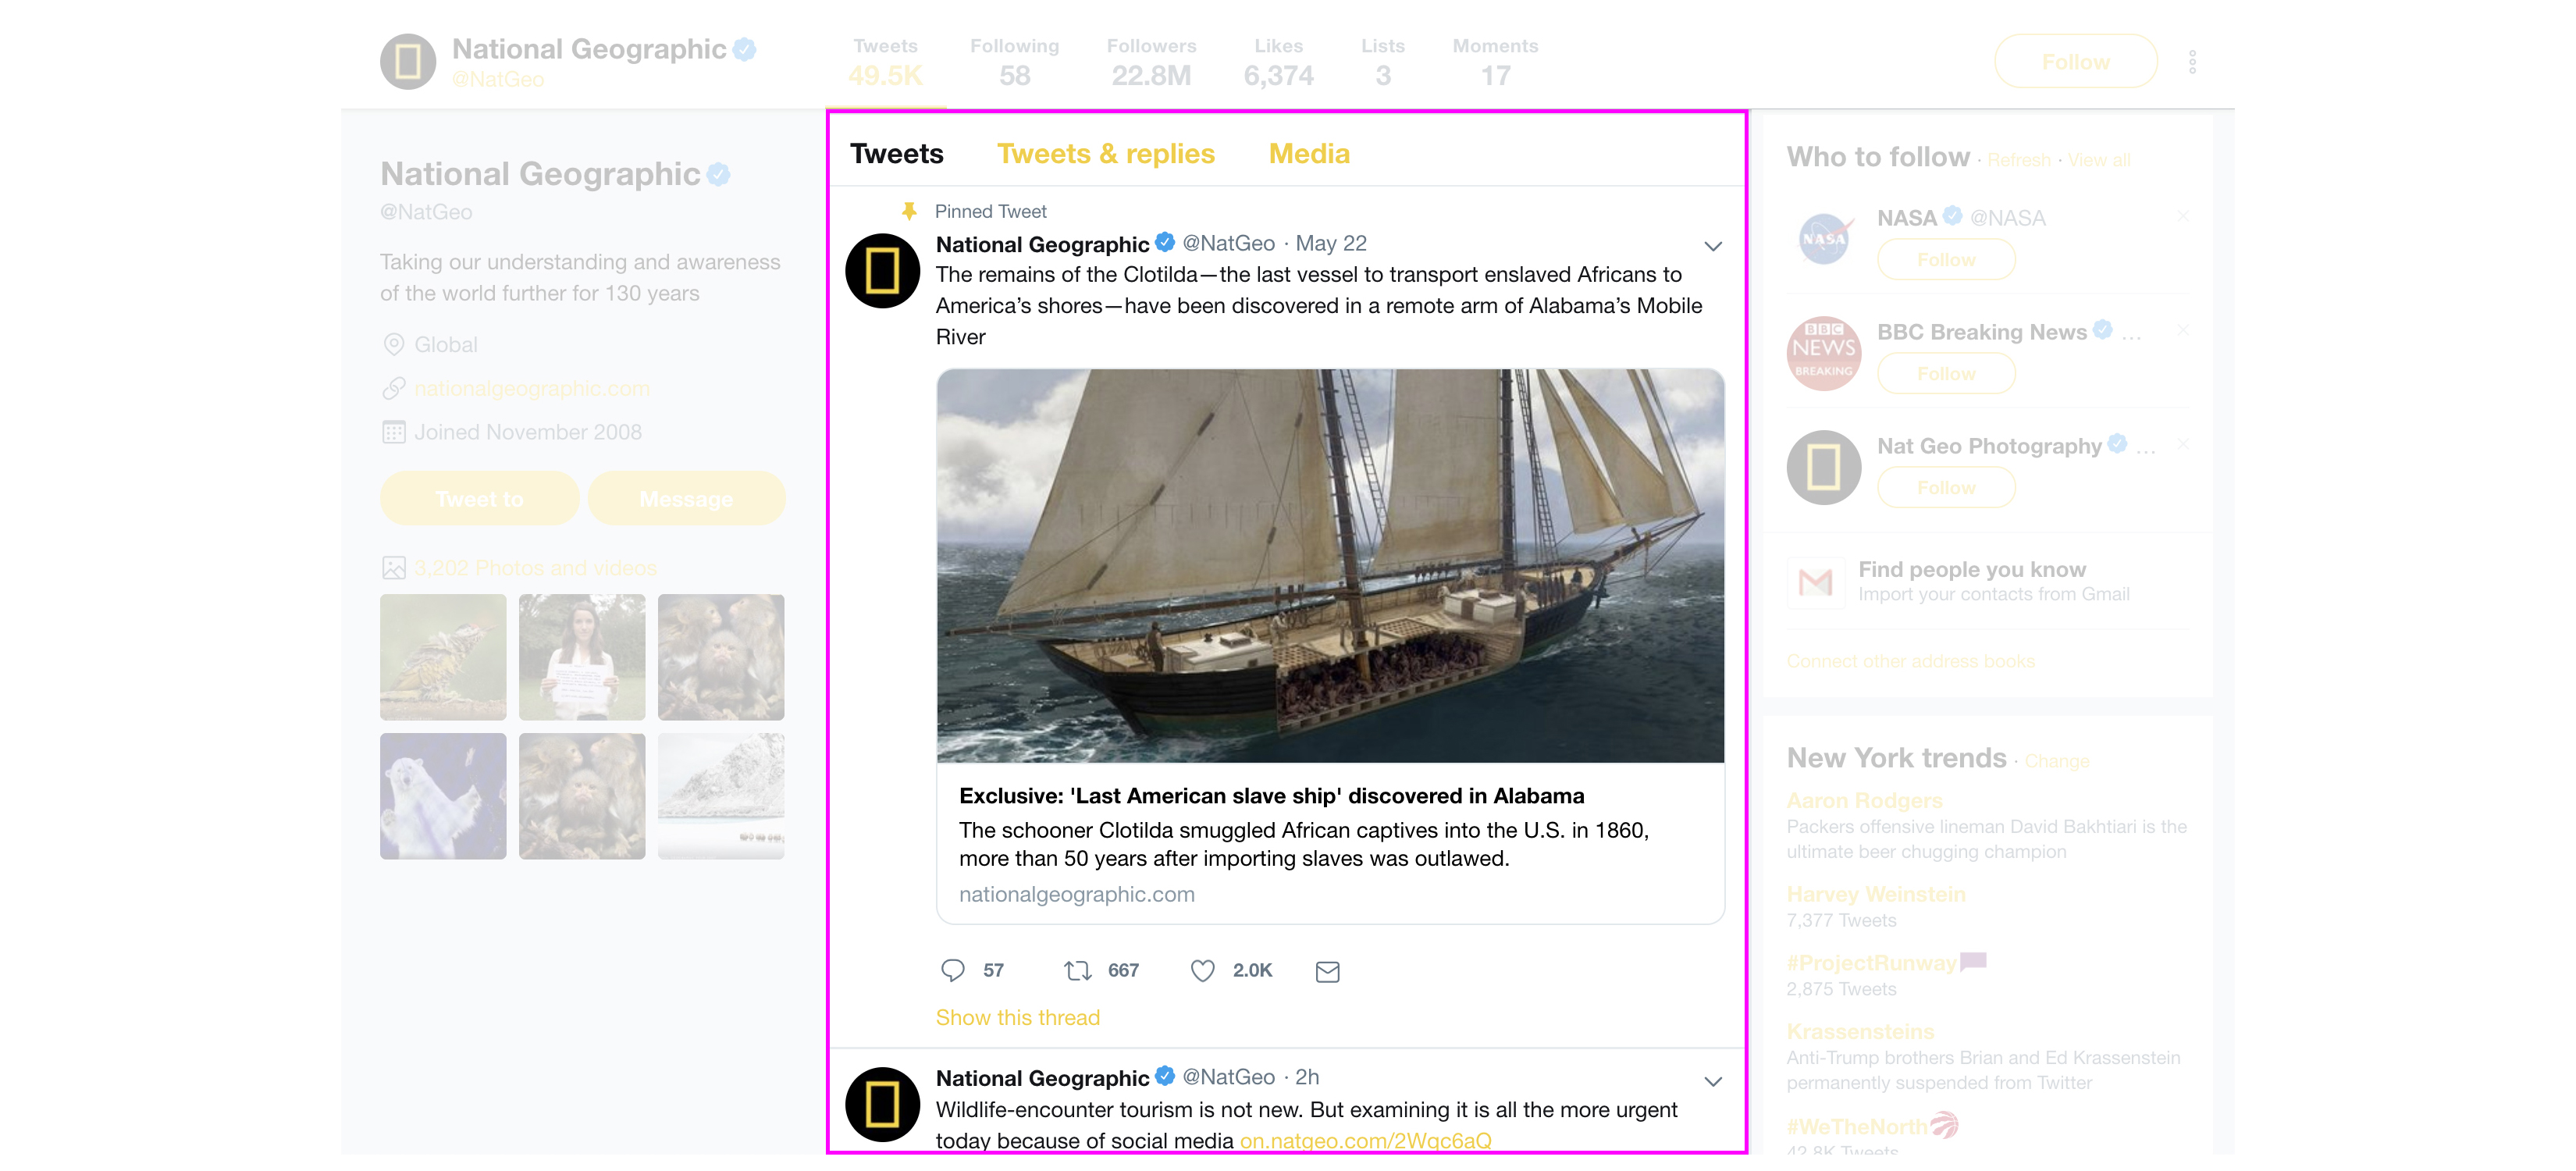 National Geographic
@NatGeo
Tweets
49.5K
Following
58
Followers
22.8M
Likes
6,374
Lists
3
Moments
17
Follow
National Geographic
@NatGeo
Taking our understanding and awareness
of the world further for 130 years
Global
nationalgeographic.com
Joined November 2008
Tweet to
Message
3,202 Photos and videos
Tweets
Tweets & replies
Media
Pinned Tweet
National Geographic @NatGeo · May 22
The remains of the Clotilda—the last vessel to transport enslaved Africans to
America’s shores—have been discovered in a remote arm of Alabama’s Mobile
River
Exclusive: 'Last American slave ship' discovered in Alabama
The schooner Clotilda smuggled African captives into the U.S. in 1860,
more than 50 years after importing slaves was outlawed.
nationalgeographic.com
57
667
2.0K
Show this thread
National Geographic @NatGeo · 2h
Wildlife-encounter tourism is not new. But examining it is all the more urgent
today because of social media on.natgeo.com/2Wqc6aQ
Who to follow · Refresh · View all
NASA
NASA @NASA
Follow
BBC
NEWS
BREAKING
BBC Breaking News ...
Follow
Nat Geo Photography ...
Follow
Find people you know
Import your contacts from Gmail
Connect other address books
New York trends · Change
Aaron Rodgers
Packers offensive lineman David Bakhtiari is the
ultimate beer chugging champion
Harvey Weinstein
7,377 Tweets
#ProjectRunway
2,875 Tweets
Krassensteins
Anti-Trump brothers Brian and Ed Krassenstein
permanently suspended from Twitter
#WeTheNorth
42.8K Tweets